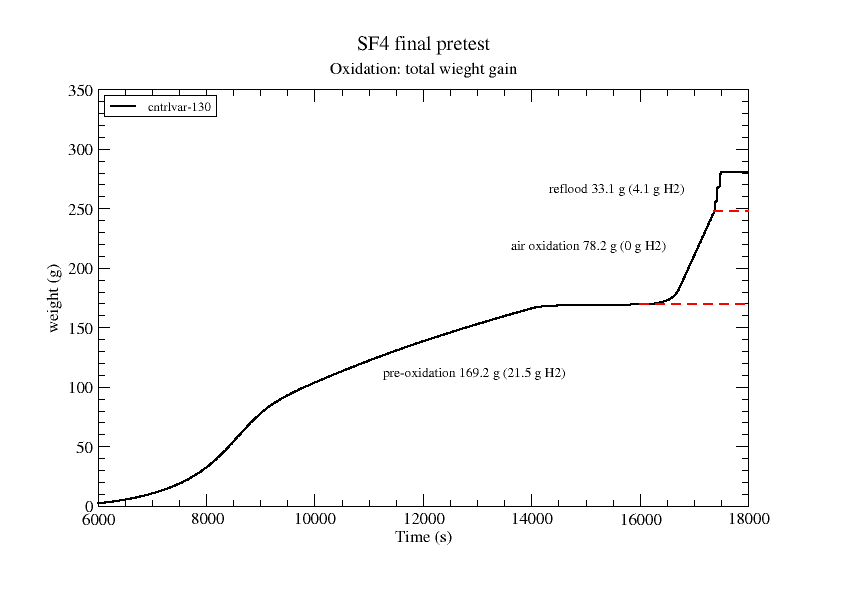 SF4 final pretest
Oxidation: total wieght gain
350
cntrlvar-130
300
reflood 33.1 g (4.1 g H2)
250
air oxidation 78.2 g (0 g H2)
200
weight (g)
150
pre-oxidation 169.2 g (21.5 g H2)
100
50
0
6000 8000 10000 12000 14000 16000 18000
Time (s)